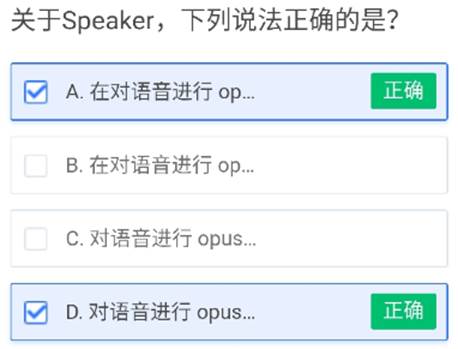 关于Speaker，下列说法正确的是？
A. 在对语音进行 op... 正确
B. 在对语音进行 op...
C. 对语音进行 opus...
D. 对语音进行 opus... 正确